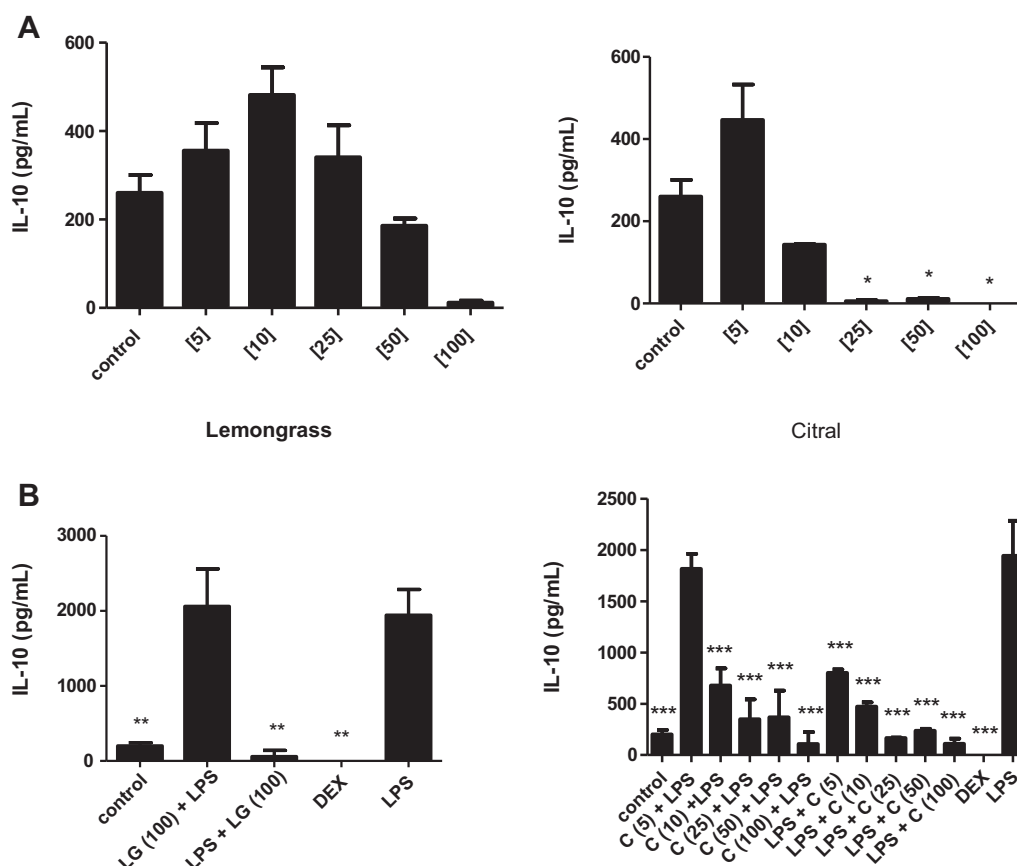 A
IL-10 (pg/mL)
600
400
200
0
control
[5]
[10]
[25]
[50]
[100]
Lemongrass
IL-10 (pg/mL)
600
400
200
0
*
*
*
control
[5]
[10]
[25]
[50]
[100]
Citral
B
IL-10 (pg/mL)
3000
2000
1000
0
**
**
**
control
LG (100) + LPS
LPS + LG (100)
DEX
LPS
IL-10 (pg/mL)
2500
2000
1500
1000
500
0
***
***
***
***
***
***
***
***
***
***
***
control
C (5) + LPS
C (10) +LPS
C (25) + LPS
C (50) + LPS
C (100) + LPS
LPS + C (5)
LPS + C (10)
LPS + C (25)
LPS + C (50)
LPS + C (100)
DEX
LPS